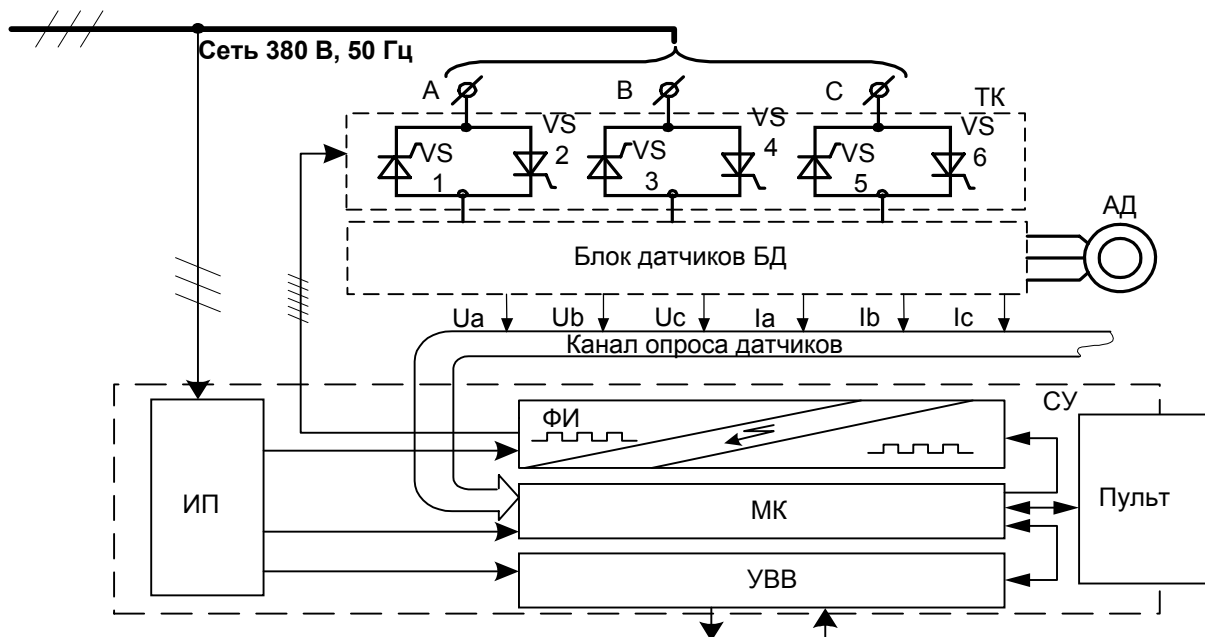 Сеть 380 В, 50 Гц
A
B
C
ТК
VS
1
VS
2
VS
3
VS
4
VS
5
VS
6
АД
Блок датчиков БД
Ua
Ub
Uc
Ia
Ib
Ic
Канал опроса датчиков
СУ
ФИ
ИП
МК
Пульт
УВВ